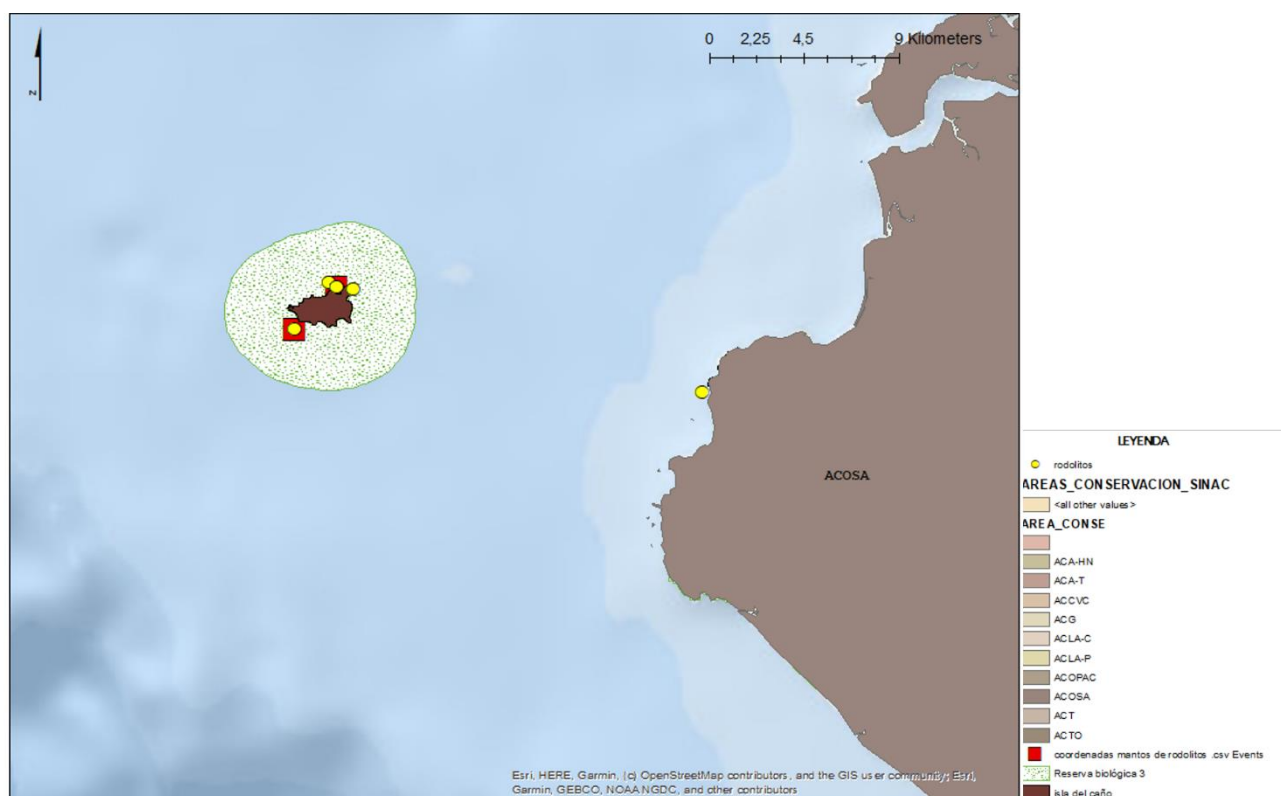 0 2,25 4,5 9 Kilometers
N
ACOSA
Esri, HERE, Garmin, (c) OpenStreetMap contributors, and the GIS user community; Esri,
Garmin, GEBCO, NOAA NGDC, and other contributors
LEYENDA
rodolitos
AREAS_CONSERVACION_SINAC
<all other values>
AREA_CONSE
ACA-HN
ACA-T
ACCVC
ACG
ACLA-C
ACLA-P
ACOPAC
ACOSA
ACT
ACTO
coordenadas mantos de rodolitos .csv Events
Reserva biológica 3
isla del caño